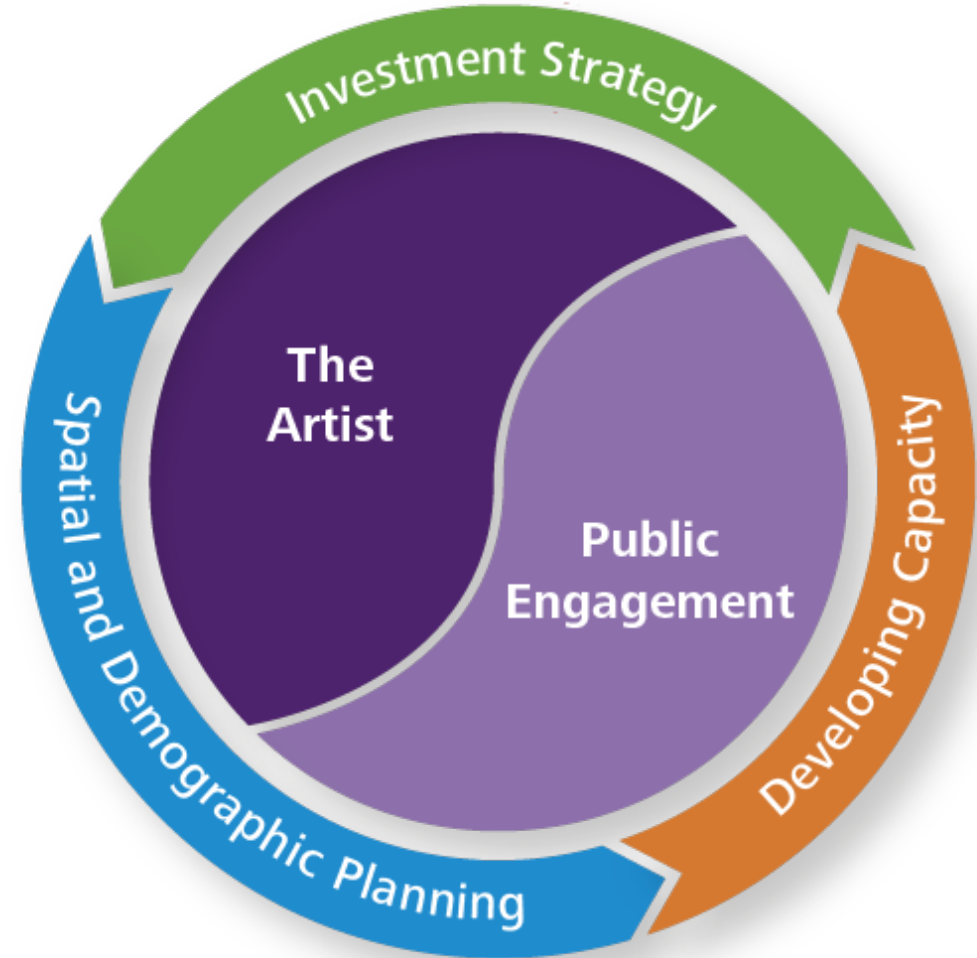 Investment Strategy
The
Artist
Public
Engagement
Developing Capacity
Spatial and Demographic Planning